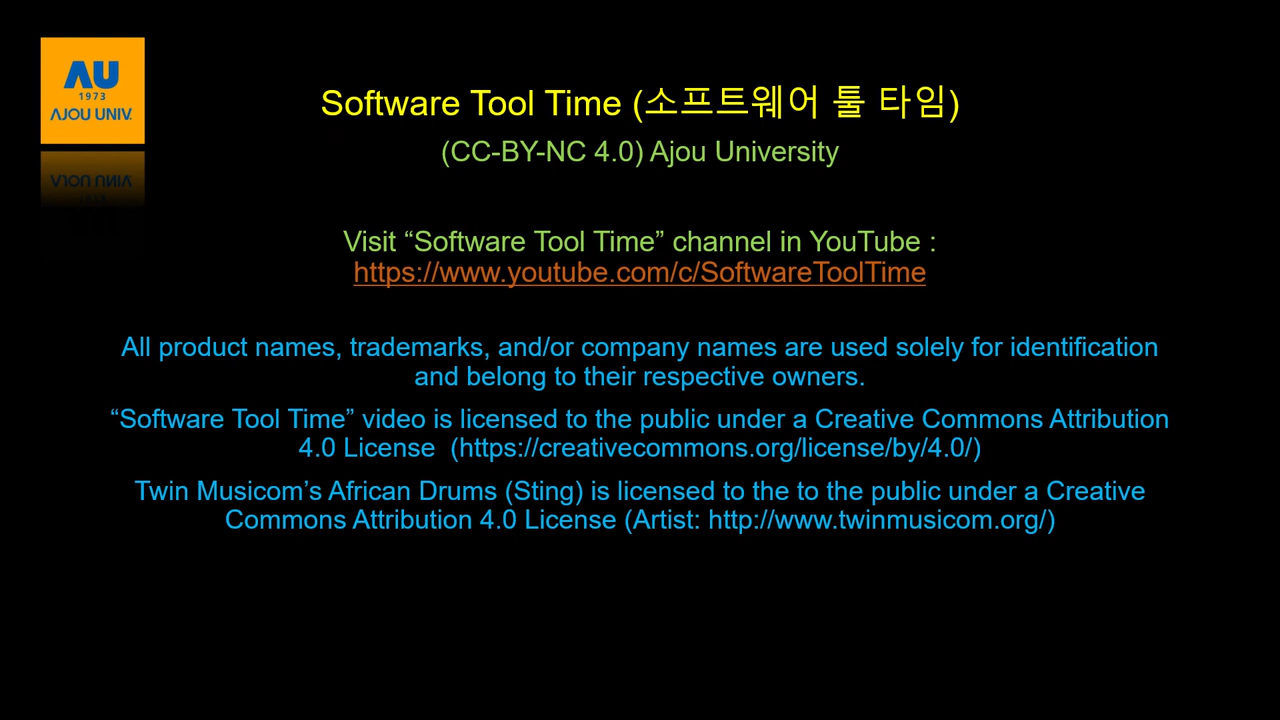 AU
1973
AJOU UNIV.
Software Tool Time (소프트웨어 툴 타임)
(CC-BY-NC 4.0) Ajou University
Visit “Software Tool Time” channel in YouTube :
https://www.youtube.com/c/SoftwareToolTime
All product names, trademarks, and/or company names are used solely for identification
and belong to their respective owners.
“Software Tool Time” video is licensed to the public under a Creative Commons Attribution
4.0 License  (https://creativecommons.org/license/by/4.0/)
Twin Musicom’s African Drums (Sting) is licensed to the to the public under a Creative
Commons Attribution 4.0 License (Artist: http://www.twinmusicom.org/)